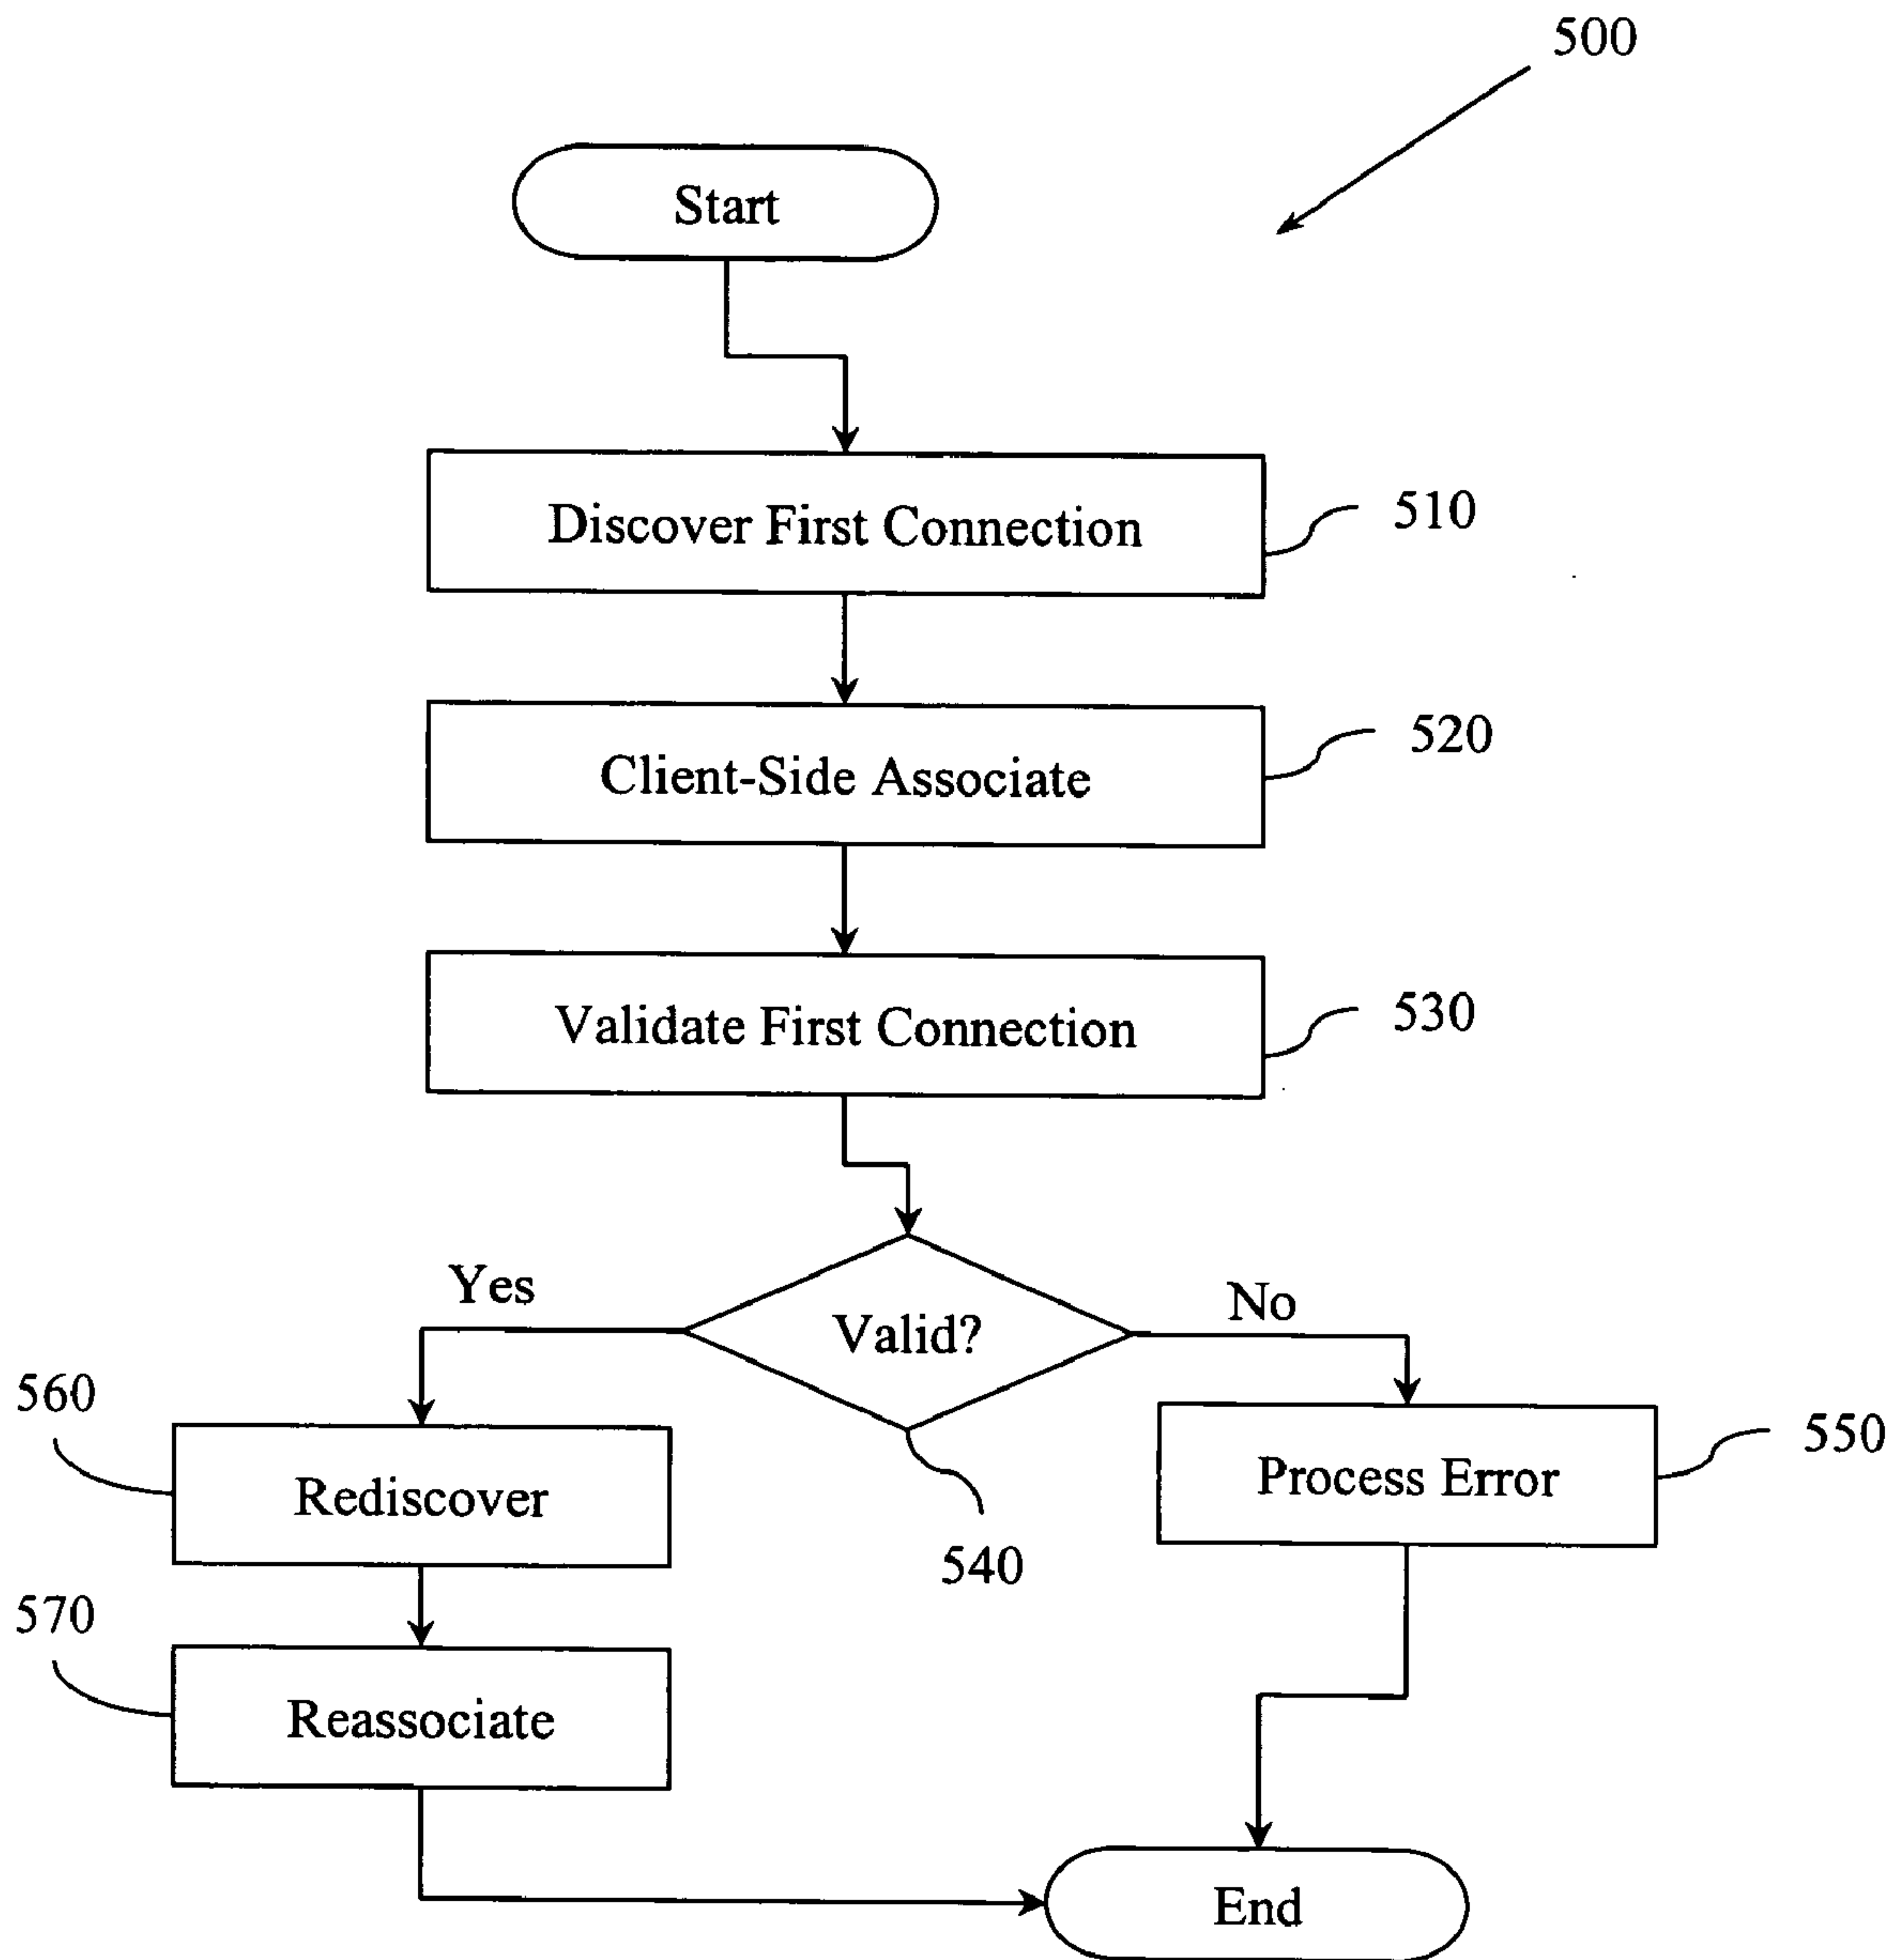 500
Start
Discover First Connection
510
Client-Side Associate
520
Validate First Connection
530
Yes
Valid?
No
560
Rediscover
540
Process Error
550
570
Reassociate
End